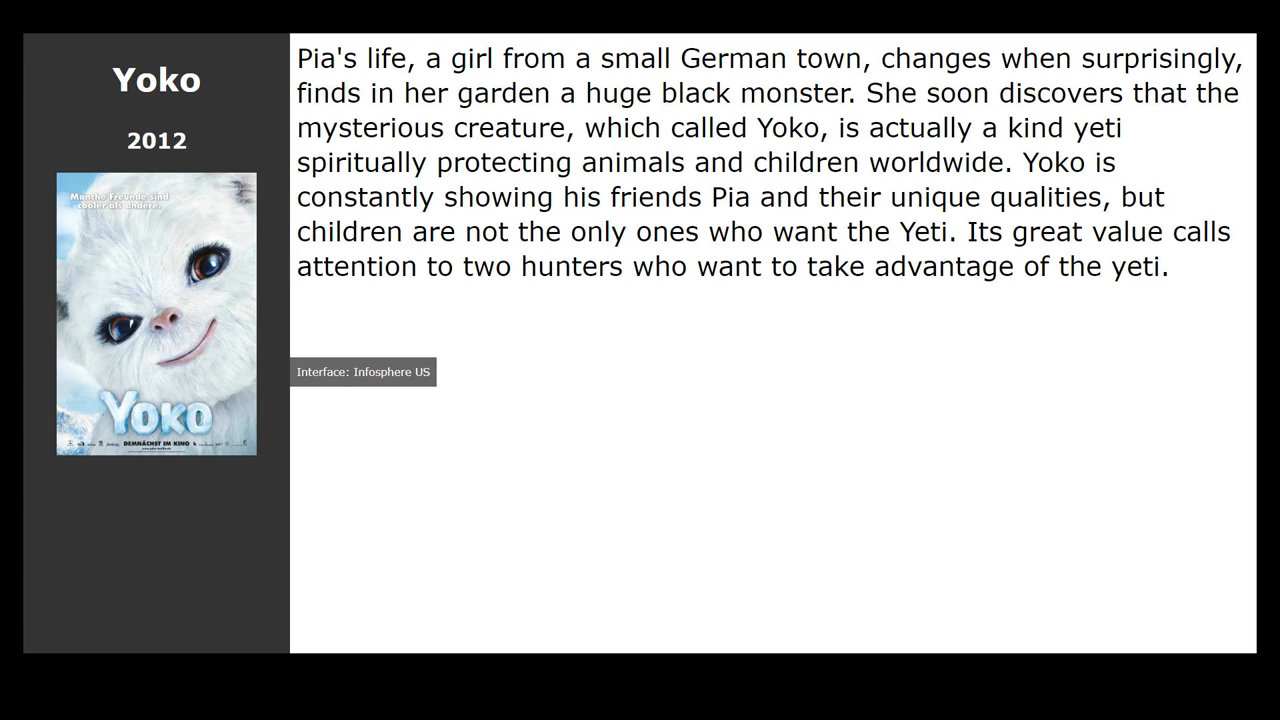 Yoko
2012
Manche Freunde sind
cooler als andere.
YOKO
DEMNÄCHST IM KINO
Pia's life, a girl from a small German town, changes when surprisingly,
finds in her garden a huge black monster. She soon discovers that the
mysterious creature, which called Yoko, is actually a kind yeti
spiritually protecting animals and children worldwide. Yoko is
constantly showing his friends Pia and their unique qualities, but
children are not the only ones who want the Yeti. Its great value calls
attention to two hunters who want to take advantage of the yeti.
Interface: Infosphere US